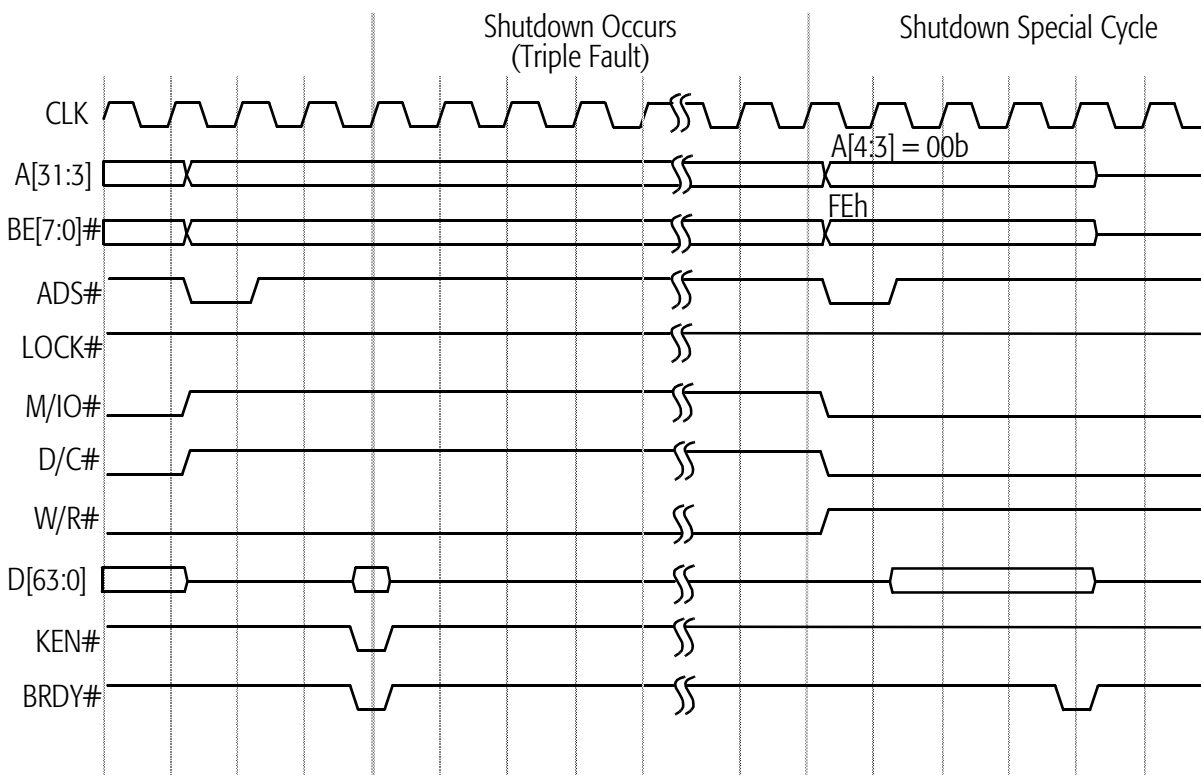 Shutdown Occurs
(Triple Fault)
Shutdown Special Cycle
CLK
A[4:3] = 00b
A[31:3]
FEh
BE[7:0]#
ADS#
LOCK#
M/IO#
D/C#
W/R#
D[63:0]
KEN#
BRDY#